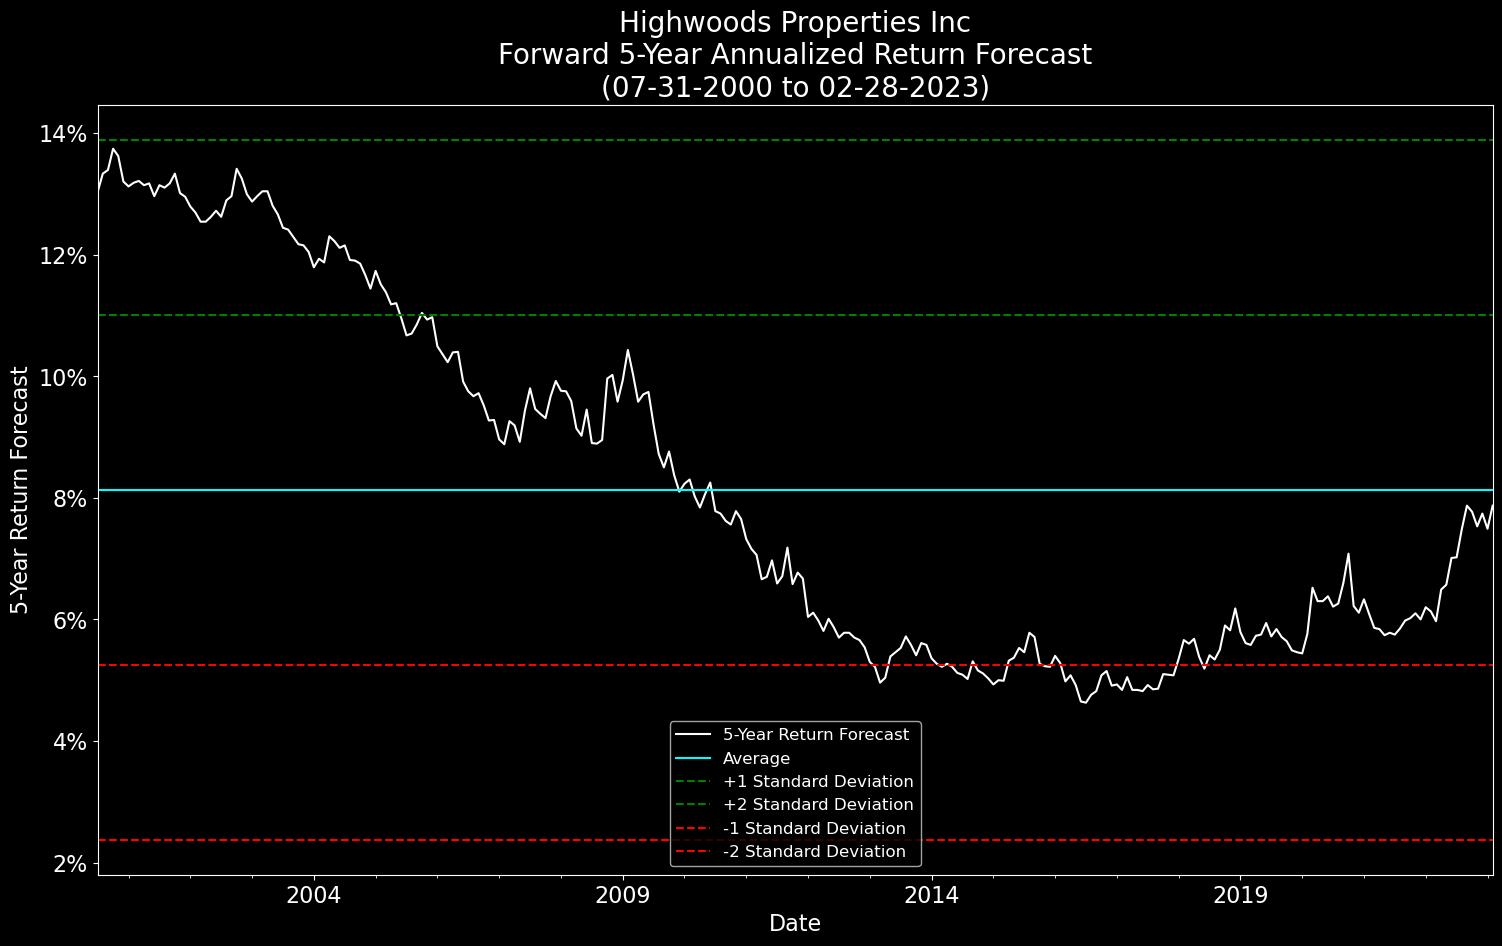 Highwoods Properties Inc
Forward 5-Year Annualized Return Forecast
(07-31-2000 to 02-28-2023)
14%
12%
10%
8%
6%
4%
2%
5-Year Return Forecast
5-Year Return Forecast
Average
+1 Standard Deviation
+2 Standard Deviation
-1 Standard Deviation
-2 Standard Deviation
2004
2009
2014
2019
Date